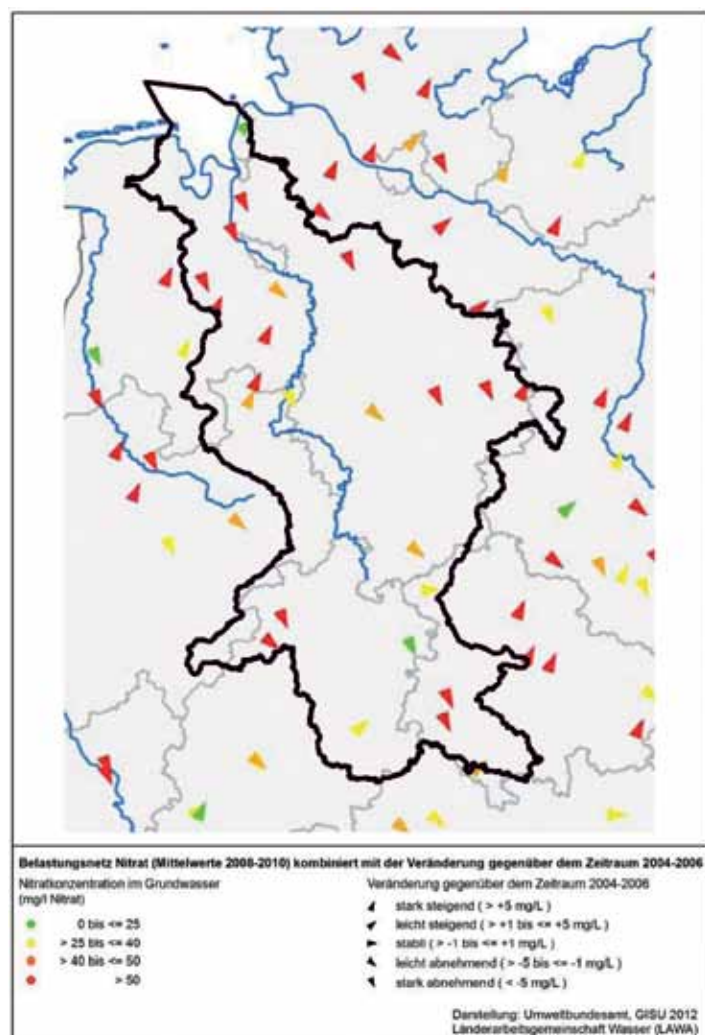 Belastungsnetz Nitrat (Mittelwerte 2008-2010) kombiniert mit der Veränderung gegenüber dem Zeitraum 2004-2006
Nitratkonzentration im Grundwasser
(mg/l Nitrat)
0 bis <= 25
> 25 bis <= 40
> 40 bis <= 50
> 50
Veränderung gegenüber dem Zeitraum 2004-2006
stark steigend ( > +5 mg/L )
leicht steigend ( > +1 bis <= +5 mg/L )
stabil ( > -1 bis <= +1 mg/L )
leicht abnehmend ( > -5 bis <= -1 mg/L )
stark abnehmend ( < -5 mg/L )
Darstellung: Umweltbundesamt, GISU 2012
Länderarbeitsgemeinschaft Wasser (LAWA)